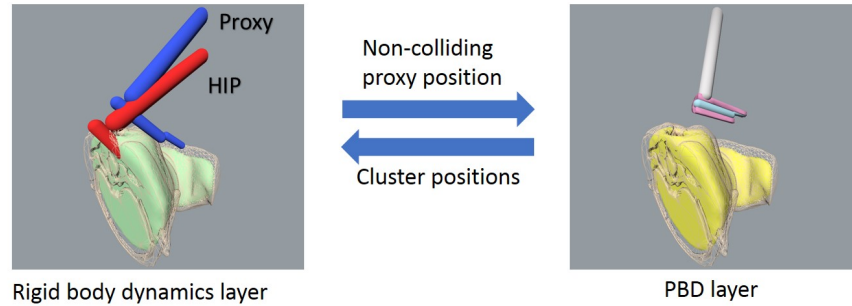 Proxy
HIP
Non-colliding
proxy position
Cluster positions
Rigid body dynamics layer
PBD layer